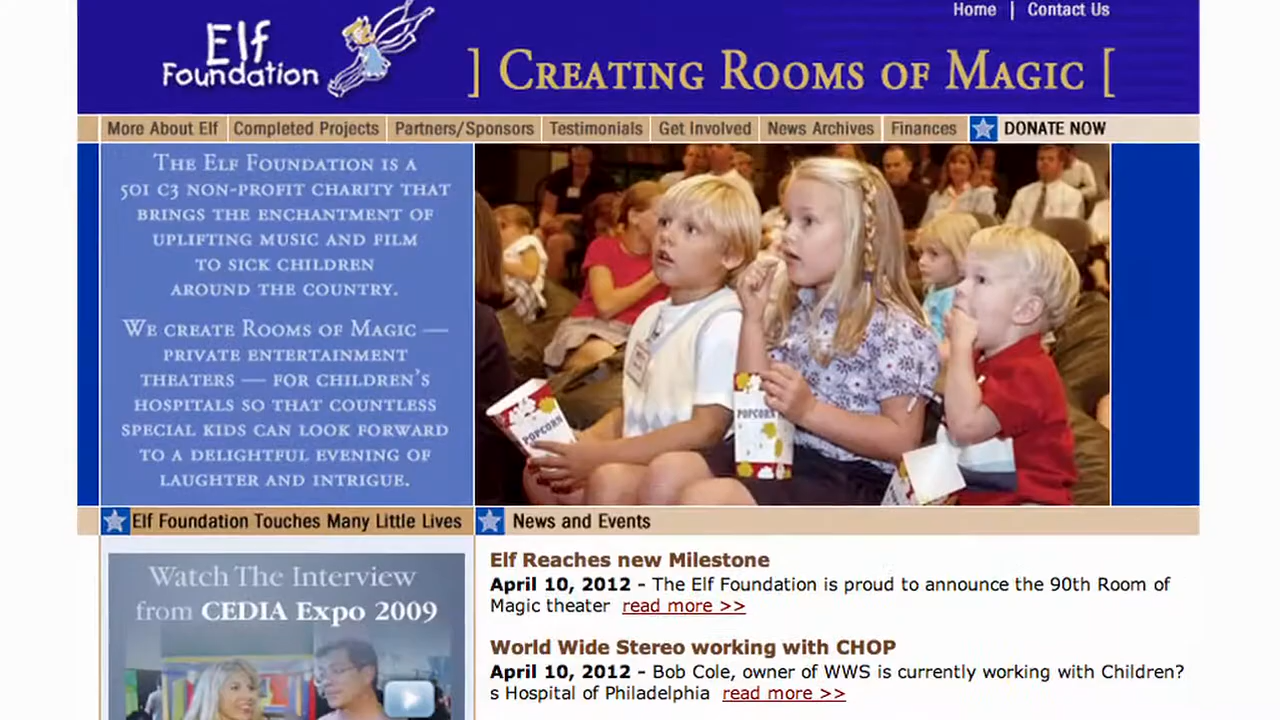 Home | Contact Us
Elf
Foundation
] CREATING ROOMS OF MAGIC [
More About Elf
Completed Projects
Partners/Sponsors
Testimonials
Get Involved
News Archives
Finances
DONATE NOW
THE ELF FOUNDATION IS A
501 C3 NON-PROFIT CHARITY THAT
BRINGS THE ENCHANTMENT OF
UPLIFTING MUSIC AND FILM
TO SICK CHILDREN
AROUND THE COUNTRY.
WE CREATE ROOMS OF MAGIC —
PRIVATE ENTERTAINMENT
THEATERS — FOR CHILDREN'S
HOSPITALS SO THAT COUNTLESS
SPECIAL KIDS CAN LOOK FORWARD
TO A DELIGHTFUL EVENING OF
LAUGHTER AND INTRIGUE.
POPCORN
POPCORN
Elf Foundation Touches Many Little Lives
News and Events
Watch The Interview
from CEDIA Expo 2009
Elf Reaches new Milestone
April 10, 2012 - The Elf Foundation is proud to announce the 90th Room of
Magic theater read more >>
World Wide Stereo working with CHOP
April 10, 2012 - Bob Cole, owner of WWS is currently working with Children?
s Hospital of Philadelphia read more >>